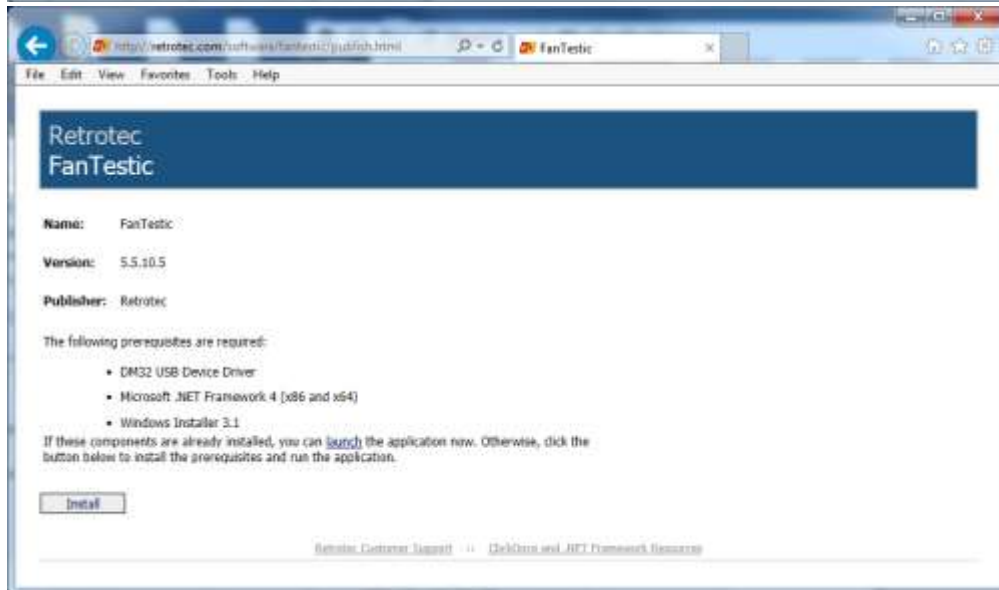 http://retrotec.com/software/fantestic/publish.html
FanTestic
File Edit View Favorites Tools Help
Retrotec
FanTestic
Name: FanTestic
Version: 5.5.10.5
Publisher: Retrotec
The following prerequisites are required:
• DM32 USB Device Driver
• Microsoft .NET Framework 4 (x86 and x64)
• Windows Installer 3.1
If these components are already installed, you can launch the application now. Otherwise, click the
button below to install the prerequisites and run the application.
Install
Retrotec Customer Support :: ClickOnce and .NET Framework Resources